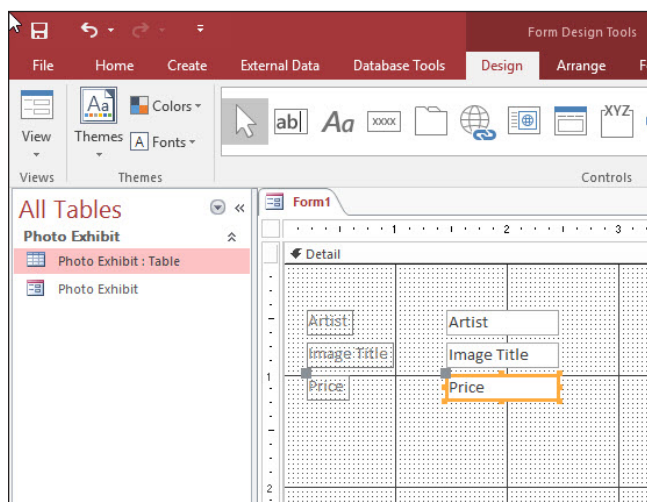 Form Design Tools
File Home Create External Data Database Tools Design Arrange F
View
Themes
Aa
Colors
A Fonts
ab Aa xxxx XYZ
Views Themes Controls
All Tables «
Photo Exhibit
Photo Exhibit : Table
Photo Exhibit
Form1
1 2 3
Detail
Artist Artist
Image Title Image Title
1
Price Price
2